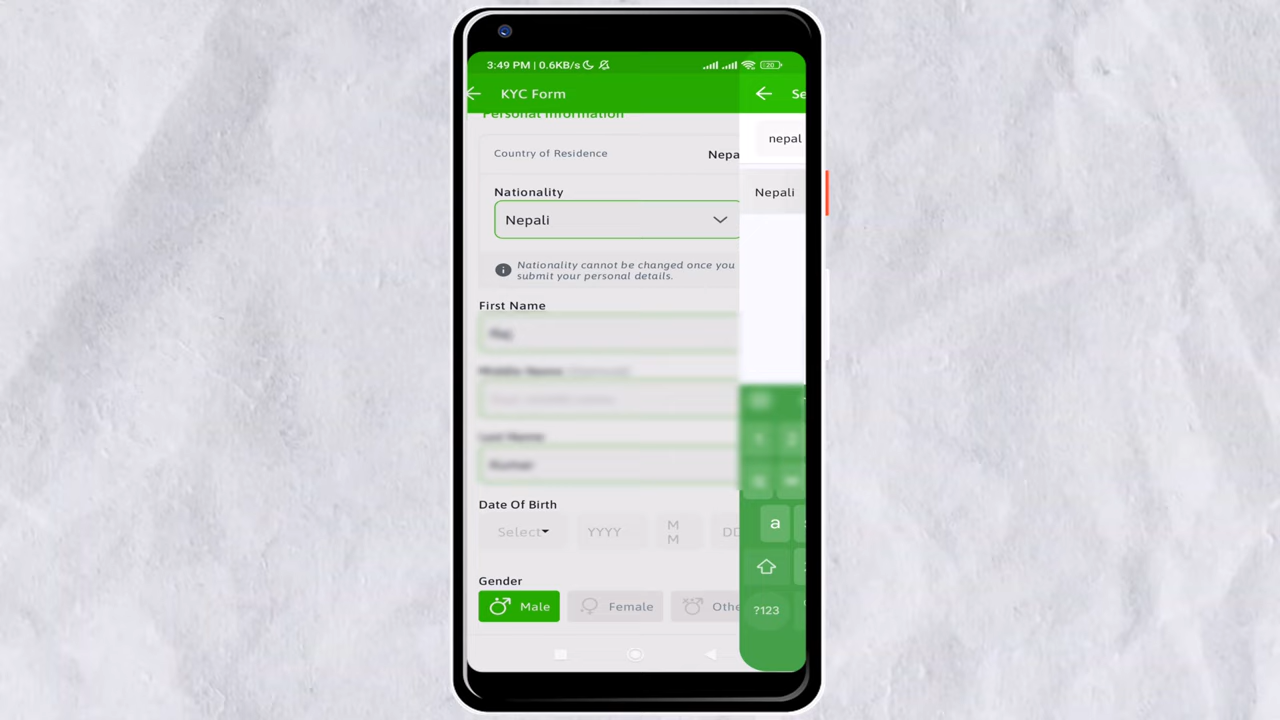 3:49 PM | 0.6KB/s
20
KYC Form
Se
Personal Information
nepal
Country of Residence
Nepa
Nationality
Nepali
Nepali
Nationality cannot be changed once you
submit your personal details.
First Name
Middle Name
Last Name
Kumar
Date Of Birth
Select
YYYY
M
M
DD
a
Gender
Male
Female
Othe
?123